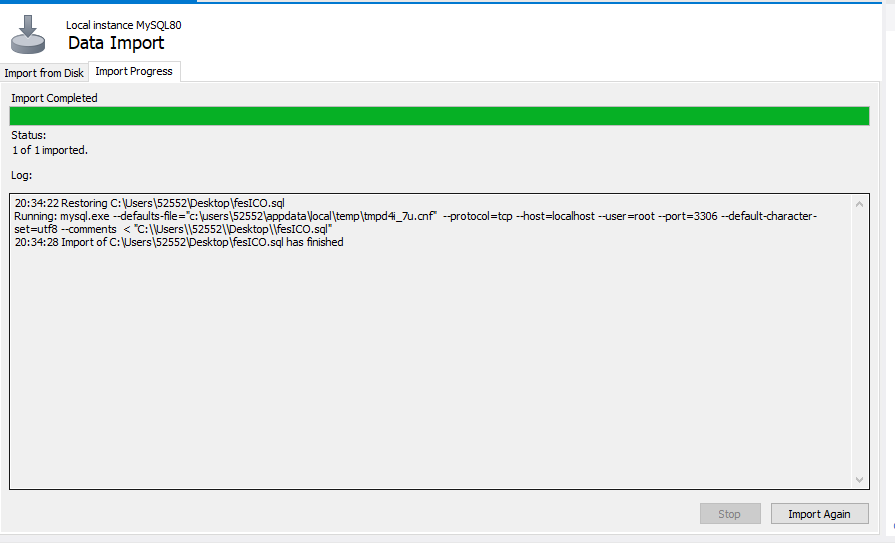 Local instance MySQL80
Data Import
Import from Disk
Import Progress
Import Completed
Status:
1 of 1 imported.
Log:
20:34:22 Restoring C:\Users\52552\Desktop\fesICO.sql
Running: mysql.exe --defaults-file="c:\users\52552\appdata\local\temp\tmpd4i_7u.cnf"  --protocol=tcp --host=localhost --user=root --port=3306 --default-character-
set=utf8 --comments  < "C:\\Users\\52552\\Desktop\\fesICO.sql"
20:34:28 Import of C:\Users\52552\Desktop\fesICO.sql has finished
Stop
Import Again